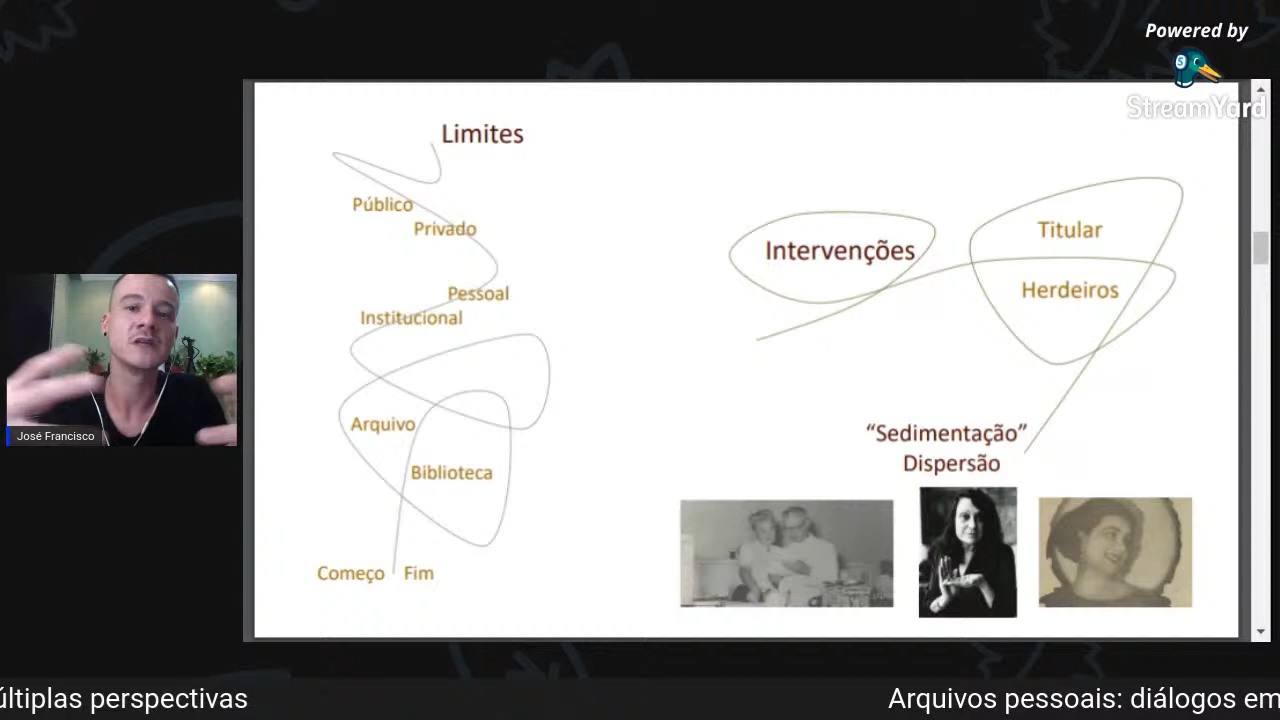 Powered by
StreamYard
Limites
Público
Privado
Pessoal
Institucional
Arquivo
Biblioteca
Começo Fim
Intervenções
Titular
Herdeiros
“Sedimentação”
Dispersão
José Francisco
últiplas perspectivas
Arquivos pessoais: diálogos em